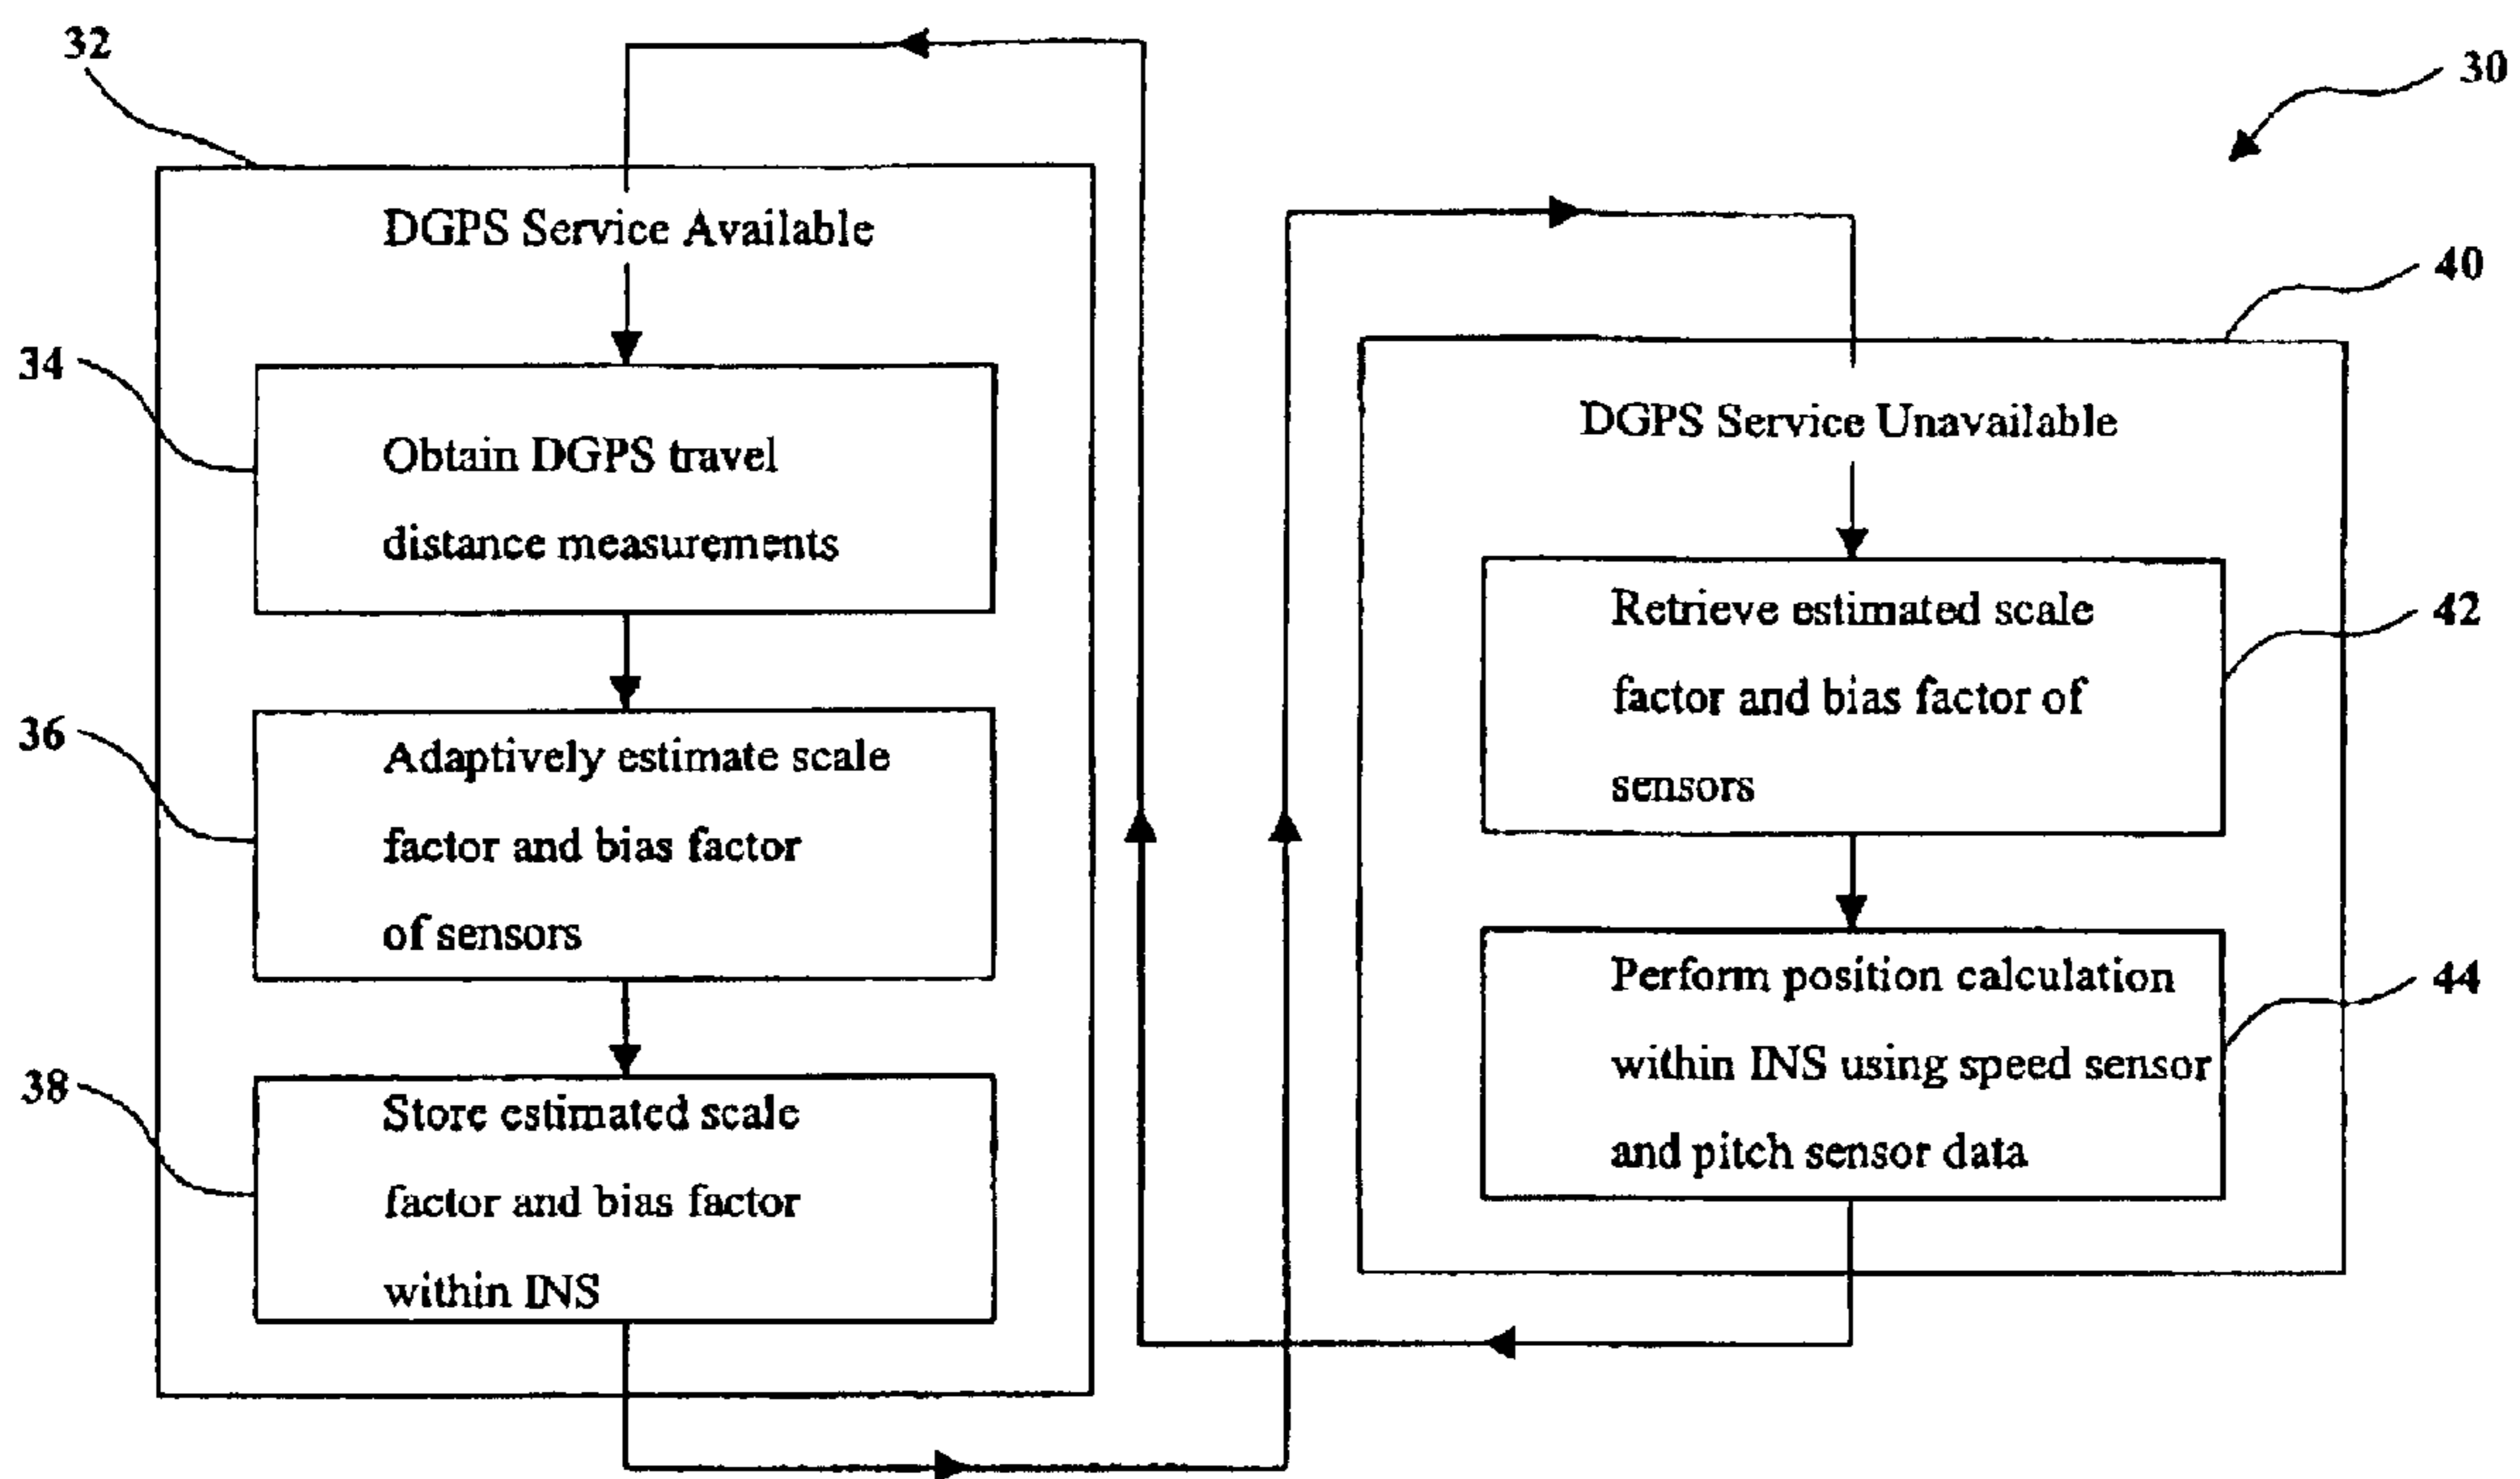 32
30
DGPS Service Available
40
34
DGPS Service Unavailable
Obtain DGPS travel
distance measurements
Retrieve estimated scale
42
factor and bias factor of
sensors
36
Adaptively estimate scale
factor and bias factor
of sensors
Perform position calculation
44
within INS using speed sensor
and pitch sensor data
38
Store estimated scale
factor and bias factor
within INS